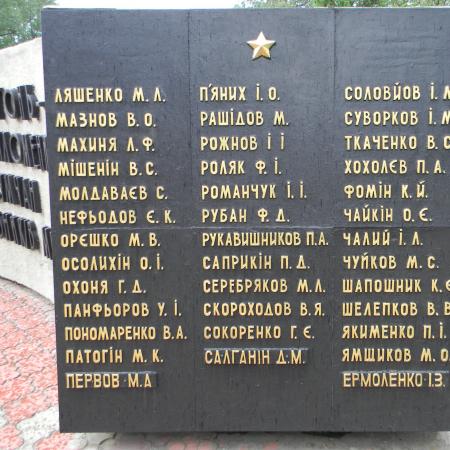 ЛЯШЕНКО М. Л.
МАЗНОВ В. О.
МАХИНЯ Л. Ф.
МІШЕНІН В. С.
МОЛДАВАЄВ С.
НЕФЬОДОВ Є. К.
ОРЄШКО М. В.
ОСОЛИХІН О. І.
ОХОНЯ Г. Д.
ПАНФЬОРОВ У. І.
ПОНОМАРЕНКО В.А.
ПАТОГІН М. К.
ПЕРВОВ М.А
П'ЯНИХ І. О.
РАШІДОВ М.
РОЖНОВ І І
РОЛЯК Ф. І.
РОМАНЧУК І. І.
РУБАН Ф. Д.
РУКАВИШНИКОВ П.А.
САПРИКІН П. Д.
СЕРЕБРЯКОВ М.Л.
СКОРОХОДОВ В.Я.
СОКОРЕНКО Г. Є.
САЛГАНІН Д.М.
СОЛОВЙОВ І.
СУВОРКОВ І.
ТКАЧЕНКО В.
ХОХОЛЄВ П. А.
ФОМІН К. Й.
ЧАЙКІН О. Є.
ЧАЛИЙ І. Л.
ЧУЙКОВ М. С.
ШАПОШНИК К.
ШЕЛЕПКОВ В.
ЯКИМЕНКО П. І.
ЯМЩИКОВ М. О.
ЕРМОЛЕНКО І. З.